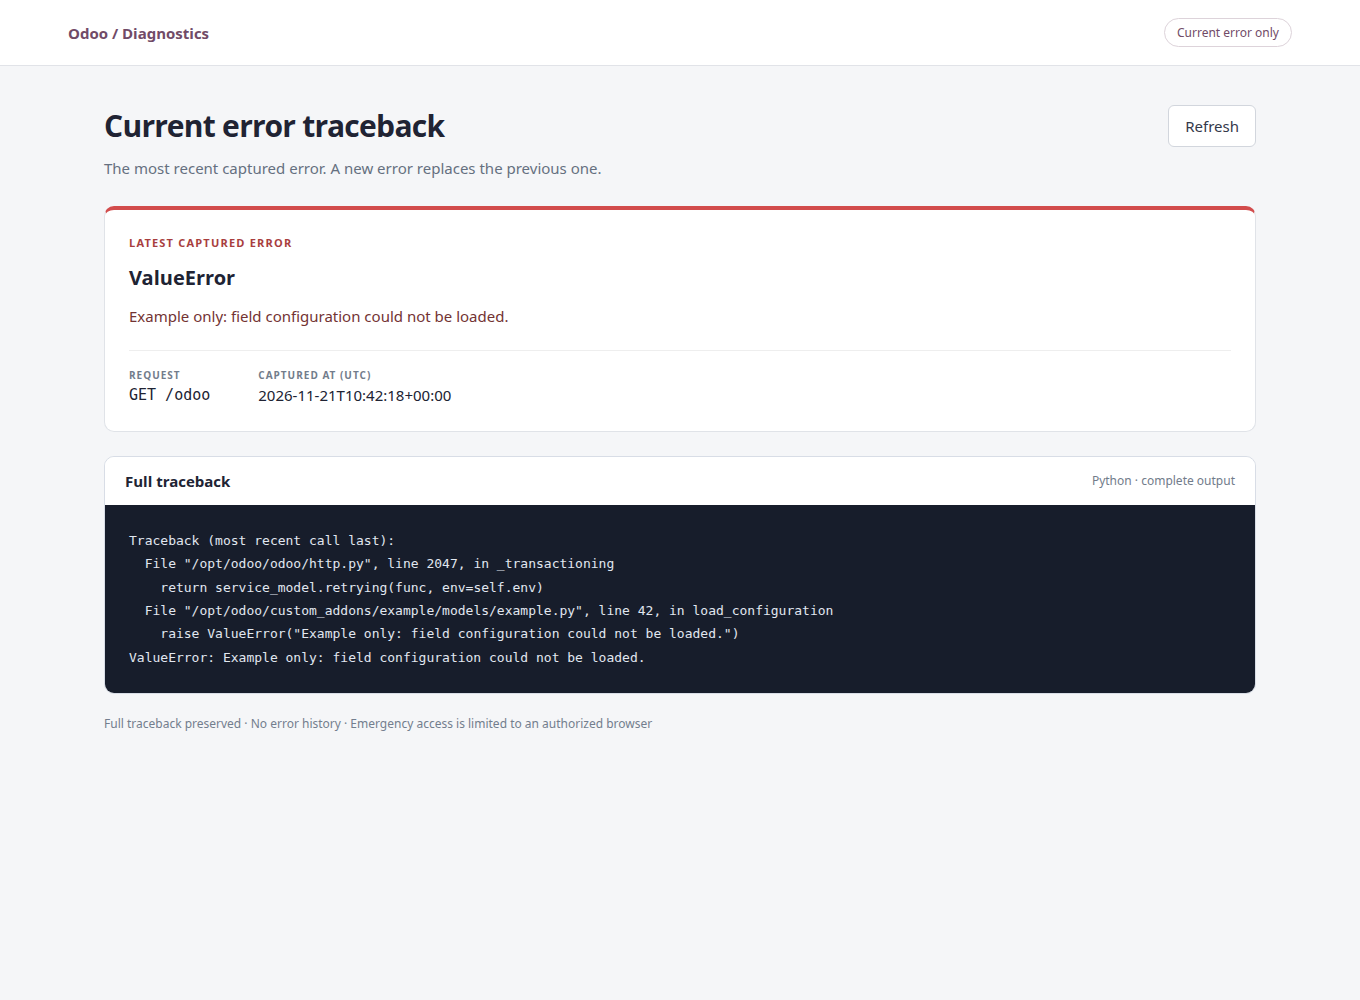 Odoo / Diagnostics
Current error only
Current error traceback
Refresh
The most recent captured error. A new error replaces the previous one.
LATEST CAPTURED ERROR
ValueError
Example only: field configuration could not be loaded.
REQUEST
GET /odoo
CAPTURED AT (UTC)
2026-11-21T10:42:18+00:00
Full traceback
Python · complete output
Traceback (most recent call last):
  File "/opt/odoo/odoo/http.py", line 2047, in _transactioning
    return service_model.retrying(func, env=self.env)
  File "/opt/odoo/custom_addons/example/models/example.py", line 42, in load_configuration
    raise ValueError("Example only: field configuration could not be loaded.")
ValueError: Example only: field configuration could not be loaded.
Full traceback preserved · No error history · Emergency access is limited to an authorized browser